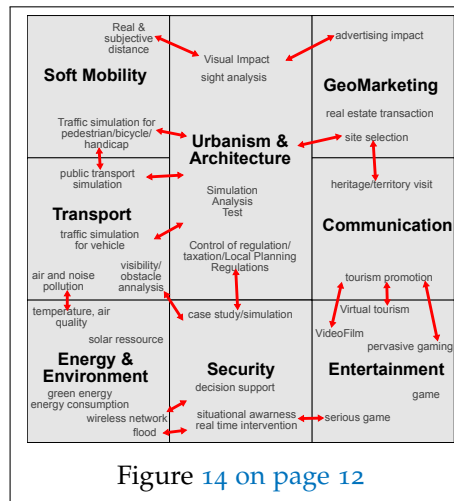 Real &
subjective
distance
Soft Mobility
Traffic simulation for
pedestrian/bicycle/
handicap
Visual Impact
sight analysis
Urbanism &
Architecture
Simulation
Analysis
Test
Control of regulation/
taxation/Local Planning
Regulations
case study/simulation
advertising impact
GeoMarketing
real estate transaction
site selection
public transport
simulation
Transport
traffic simulation
for vehicle
visibility/
obstacle
annalysis
air and noise
pollution
heritage/territory visit
Communication
tourism promotion
Virtual tourism
VideoFilm
pervasive gaming
temperature, air
quality
solar ressource
Energy &
Environment
green energy
energy consumption
wireless network
flood
Security
decision support
situational awarness
real time intervention
Entertainment
game
serious game
Figure 14 on page 12